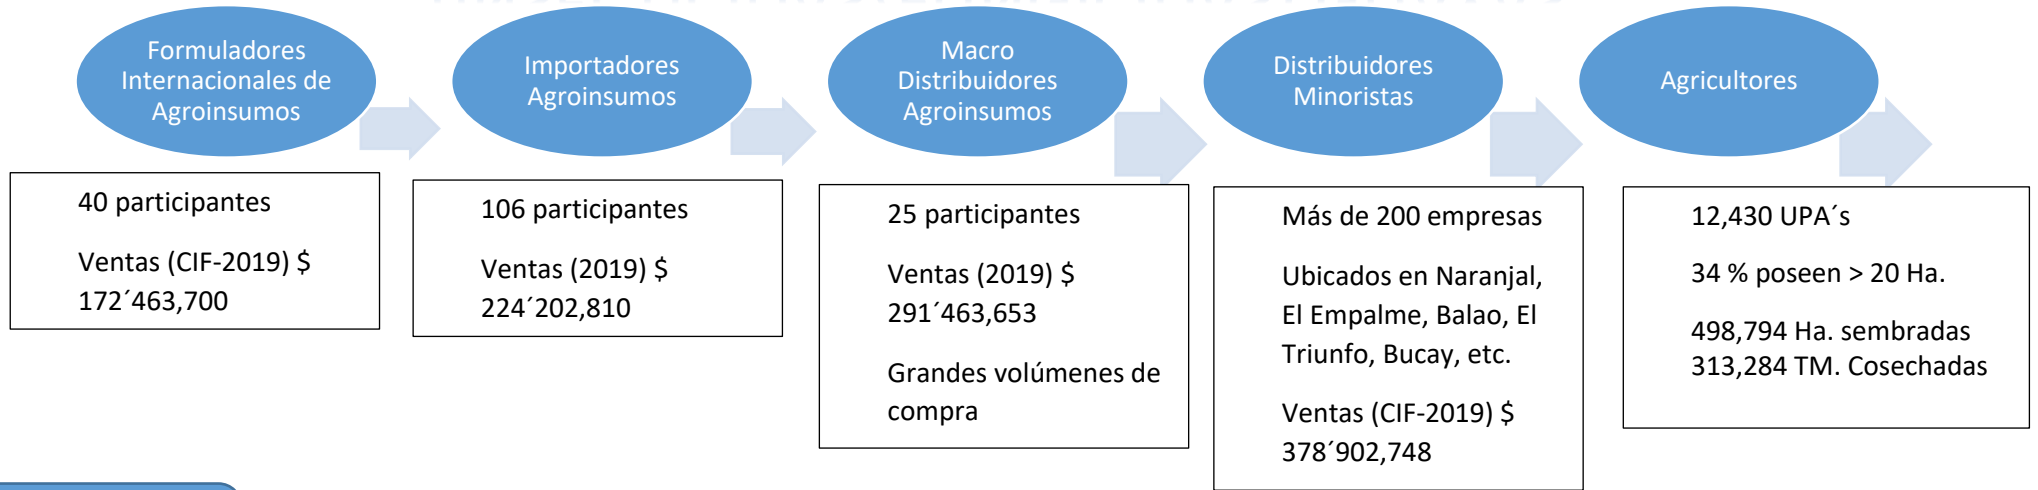 Formuladores
Internacionales de
Agroinsumos
Importadores
Agroinsumos
Macro
Distribuidores
Agroinsumos
Distribuidores
Minoristas
Agricultores
40 participantes
Ventas (CIF-2019) $
172´463,700
106 participantes
Ventas (2019) $
224´202,810
25 participantes
Ventas (2019) $
291´463,653
Grandes volúmenes de
compra
Más de 200 empresas
Ubicados en Naranjal,
El Empalme, Balao, El
Triunfo, Bucay, etc.
Ventas (CIF-2019) $
378´902,748
12,430 UPA´s
34 % poseen > 20 Ha.
498,794 Ha. sembradas
313,284 TM. Cosechadas